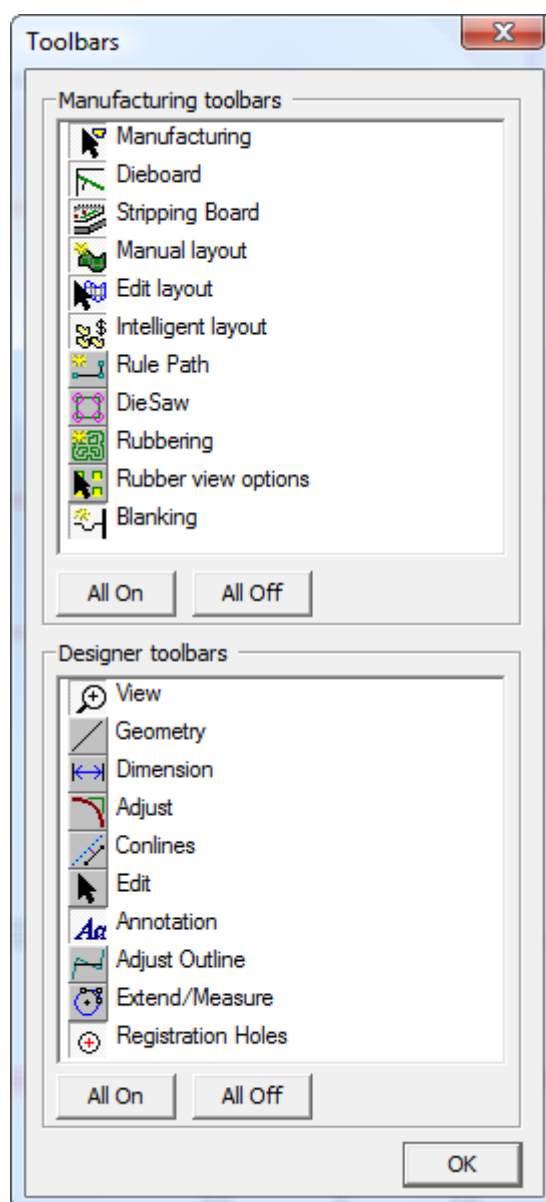 Toolbars
Manufacturing toolbars
Manufacturing
Dieboard
Stripping Board
Manual layout
Edit layout
Intelligent layout
Rule Path
DieSaw
Rubbering
Rubber view options
Blanking
All On All Off
Designer toolbars
View
Geometry
Dimension
Adjust
Conlines
Edit
Aa Annotation
Adjust Outline
Extend/Measure
Registration Holes
All On All Off
OK